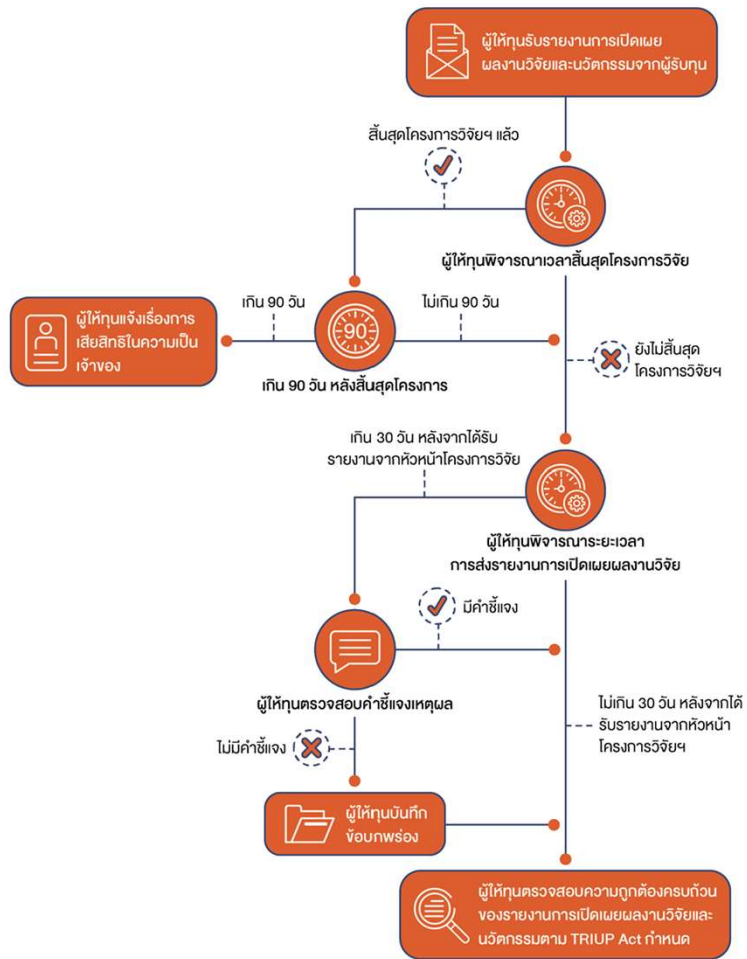 ผู้ให้ทุนรับรายงานการเปิดเผย
ผลงานวิจัยและนวัตกรรมจากผู้รับทุน
สิ้นสุดโครงการวิจัยฯ แล้ว
ผู้ให้ทุนพิจารณาเวลาสิ้นสุดโครงการวิจัย
เกิน 90 วัน
ไม่เกิน 90 วัน
ผู้ให้ทุนแจ้งเรื่องการ
เสียสิทธิในความเป็น
เจ้าของ
90
เกิน 90 วัน หลังสิ้นสุดโครงการ
ยังไม่สิ้นสุด
โครงการวิจัยฯ
เกิน 30 วัน หลังจากได้รับ
รายงานจากหัวหน้าโครงการวิจัย
ผู้ให้ทุนพิจารณาระยะเวลา
การส่งรายงานการเปิดเผยผลงานวิจัย
มีคำชี้แจง
ผู้ให้ทุนตรวจสอบคำชี้แจงเหตุผล
ไม่เกิน 30 วัน หลังจากได้
รับรายงานจากหัวหน้า
โครงการวิจัยฯ
ไม่มีคำชี้แจง
ผู้ให้ทุนบันทึก
ข้อบกพร่อง
ผู้ให้ทุนตรวจสอบความถูกต้องครบถ้วน
ของรายงานการเปิดเผยผลงานวิจัยและ
นวัตกรรมตาม TRIUP Act กำหนด